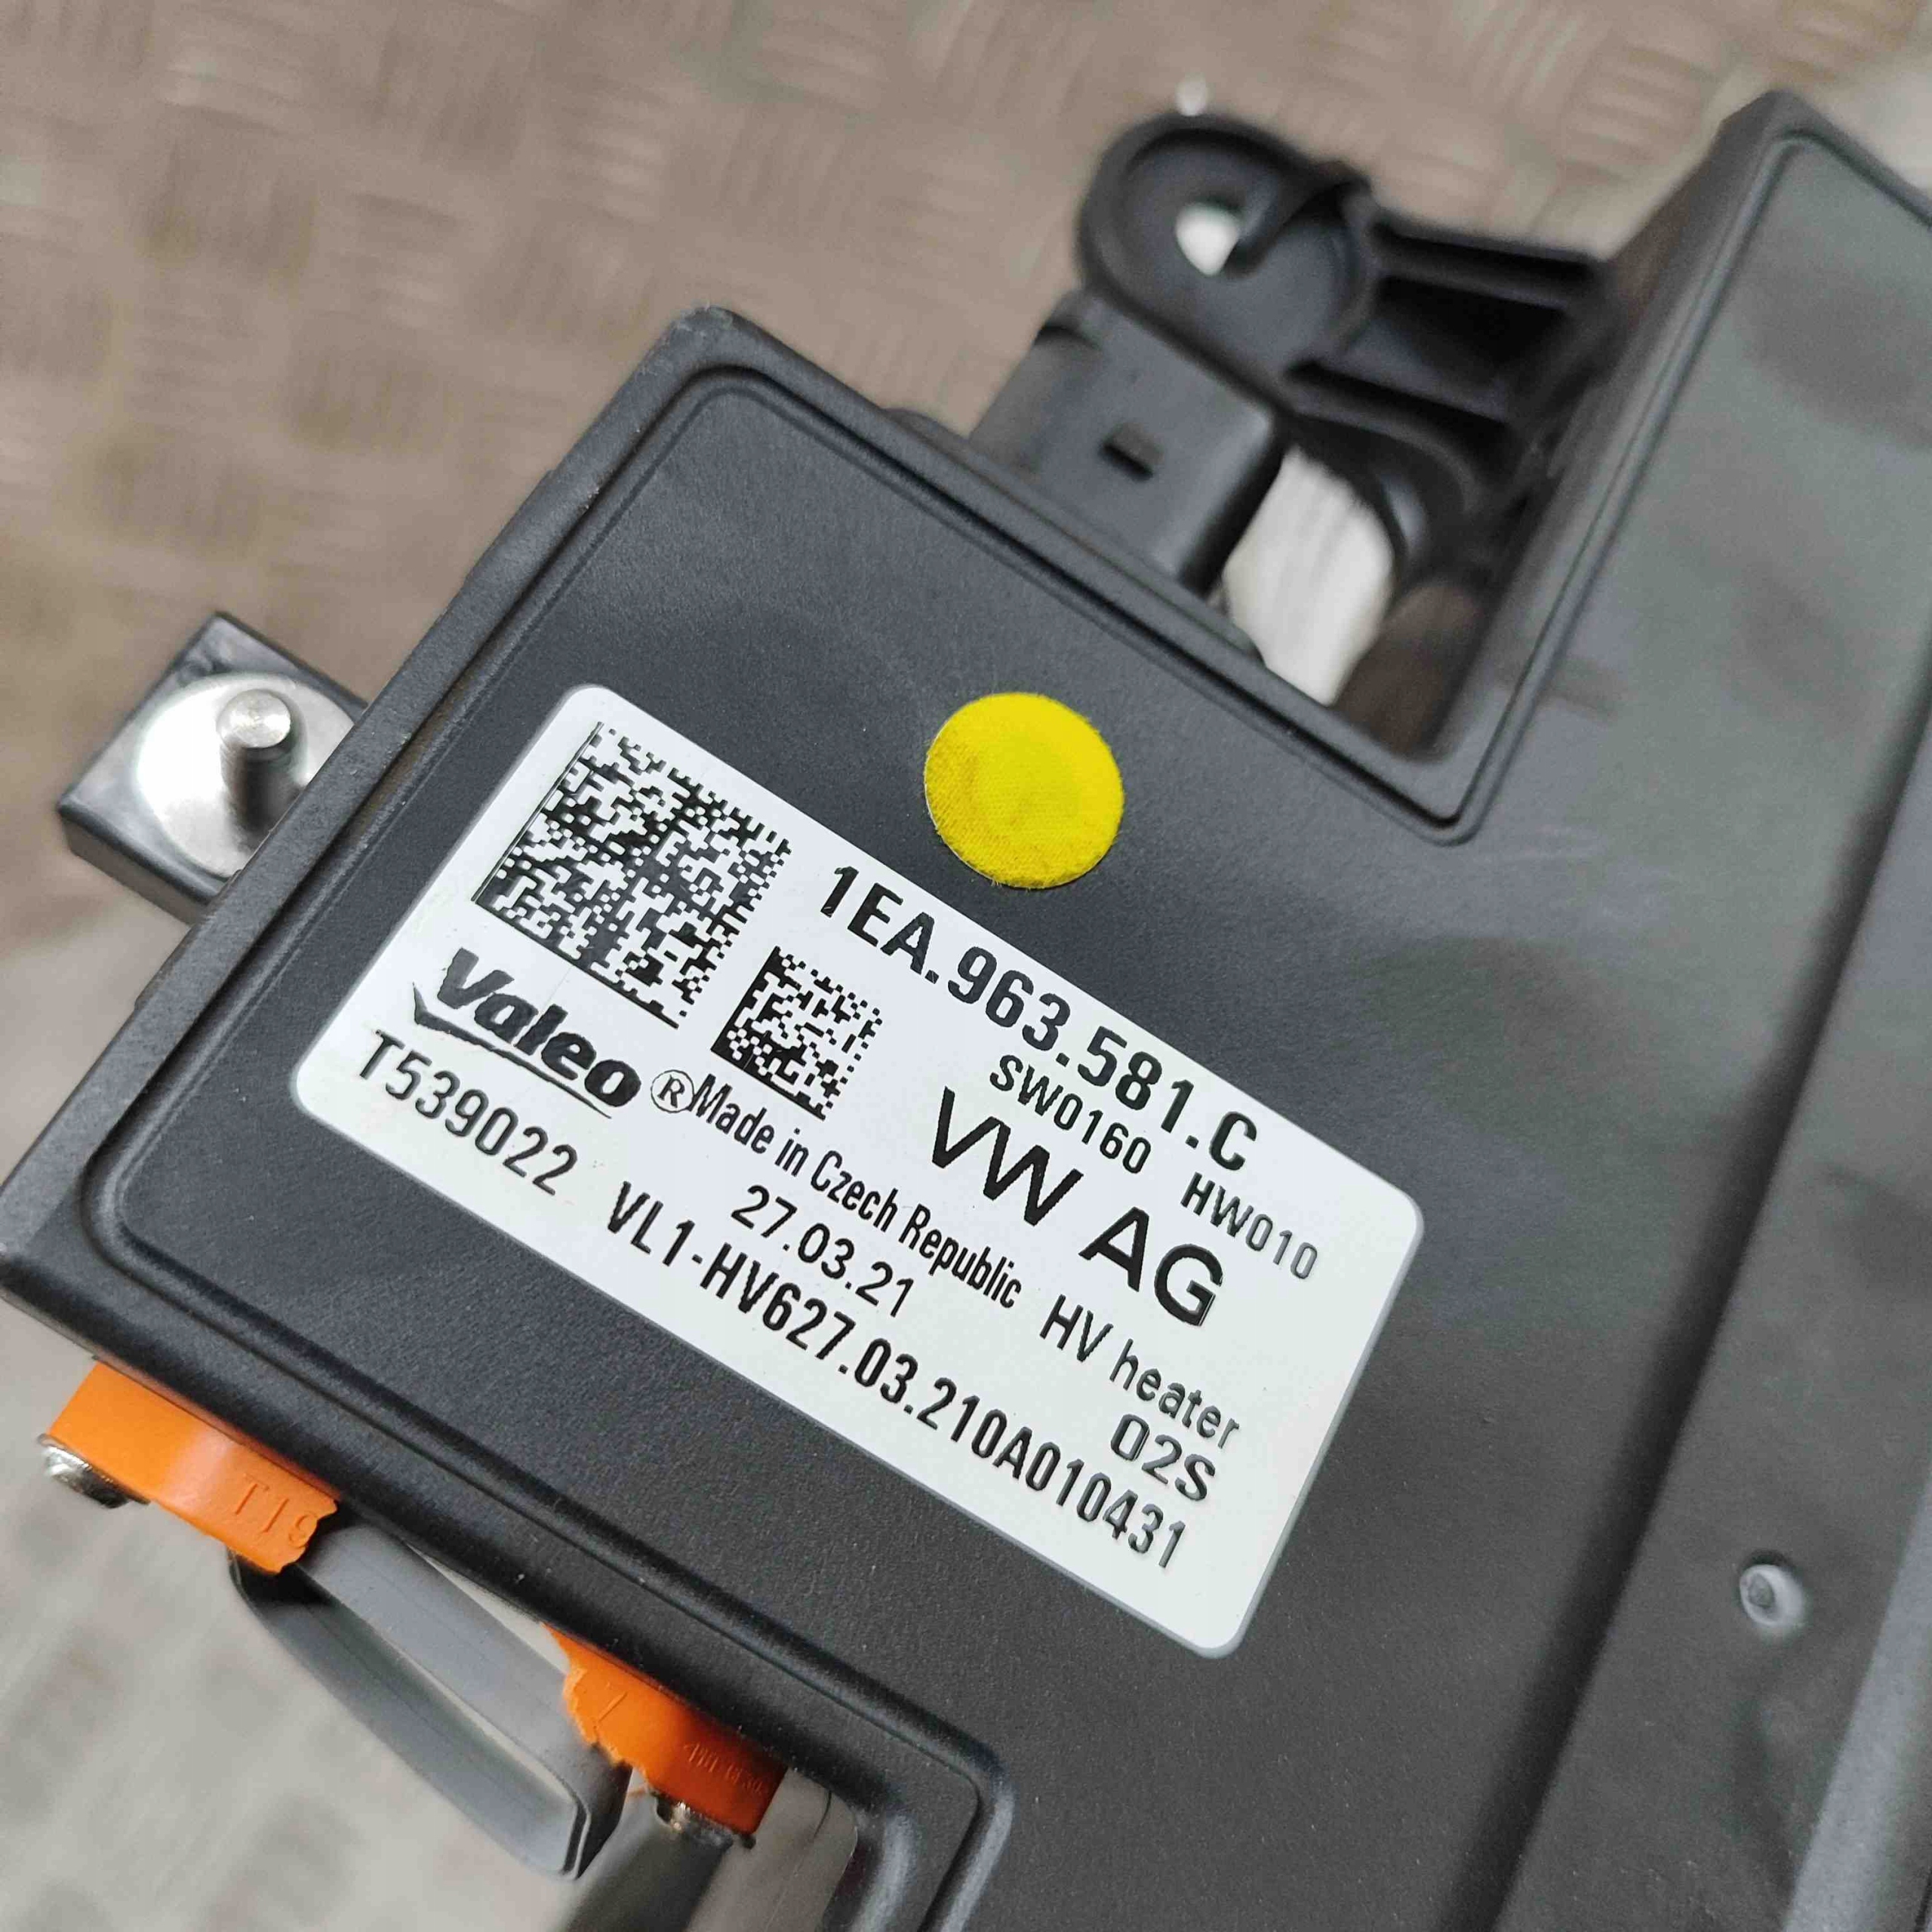 1EA.963.581.C
SW0160 HW010
VW AG
Valeo®
Made in Czech Republic
HV heater
27.03.21
02S
T539022 VL1-HV627.03.210A010431
T19